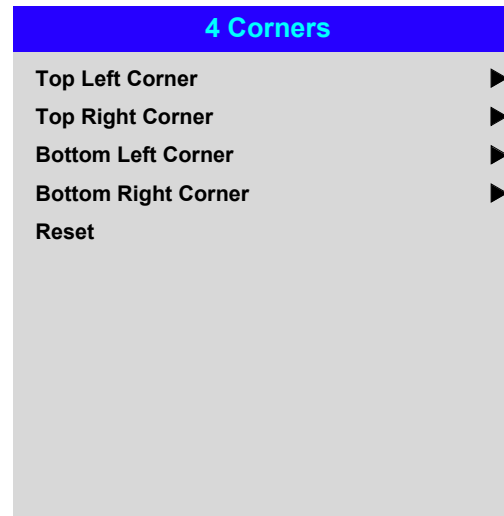 4 Corners
Top Left Corner
Top Right Corner
Bottom Left Corner
Bottom Right Corner
Reset